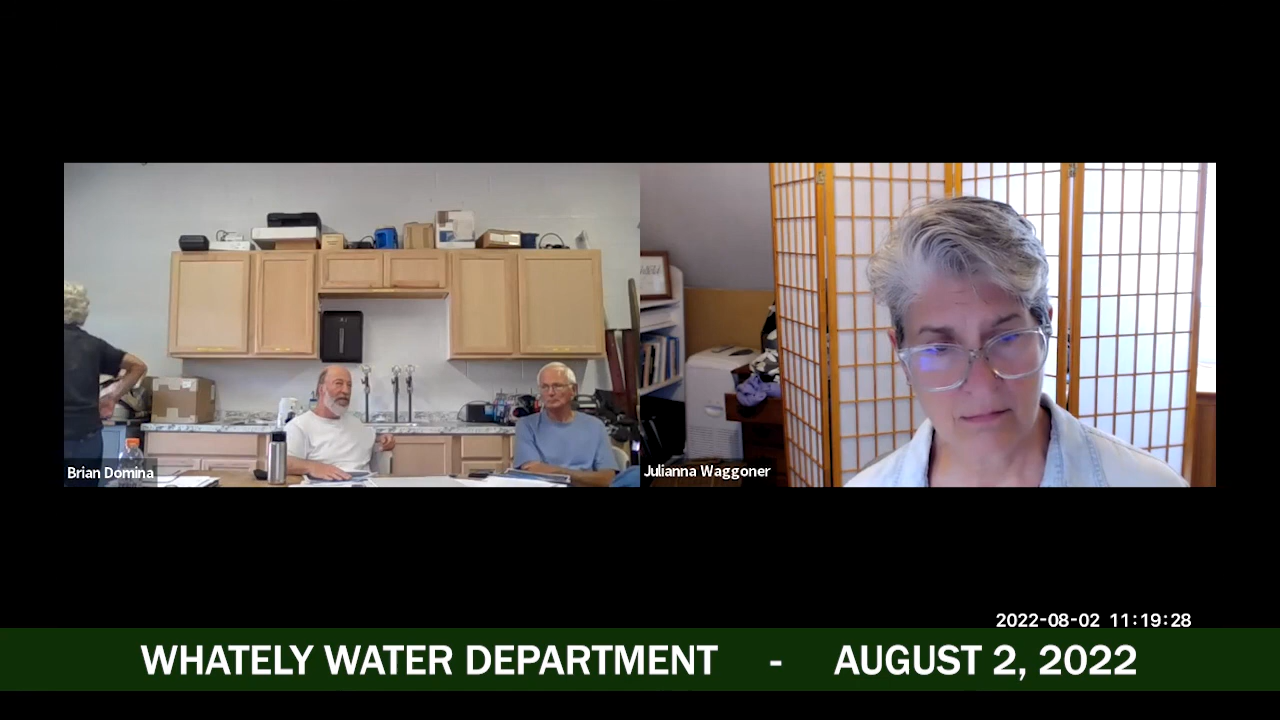 Brian Domina
Julianna Waggoner
2022-08-02 11:19:28
WHATELY WATER DEPARTMENT - AUGUST 2, 2022